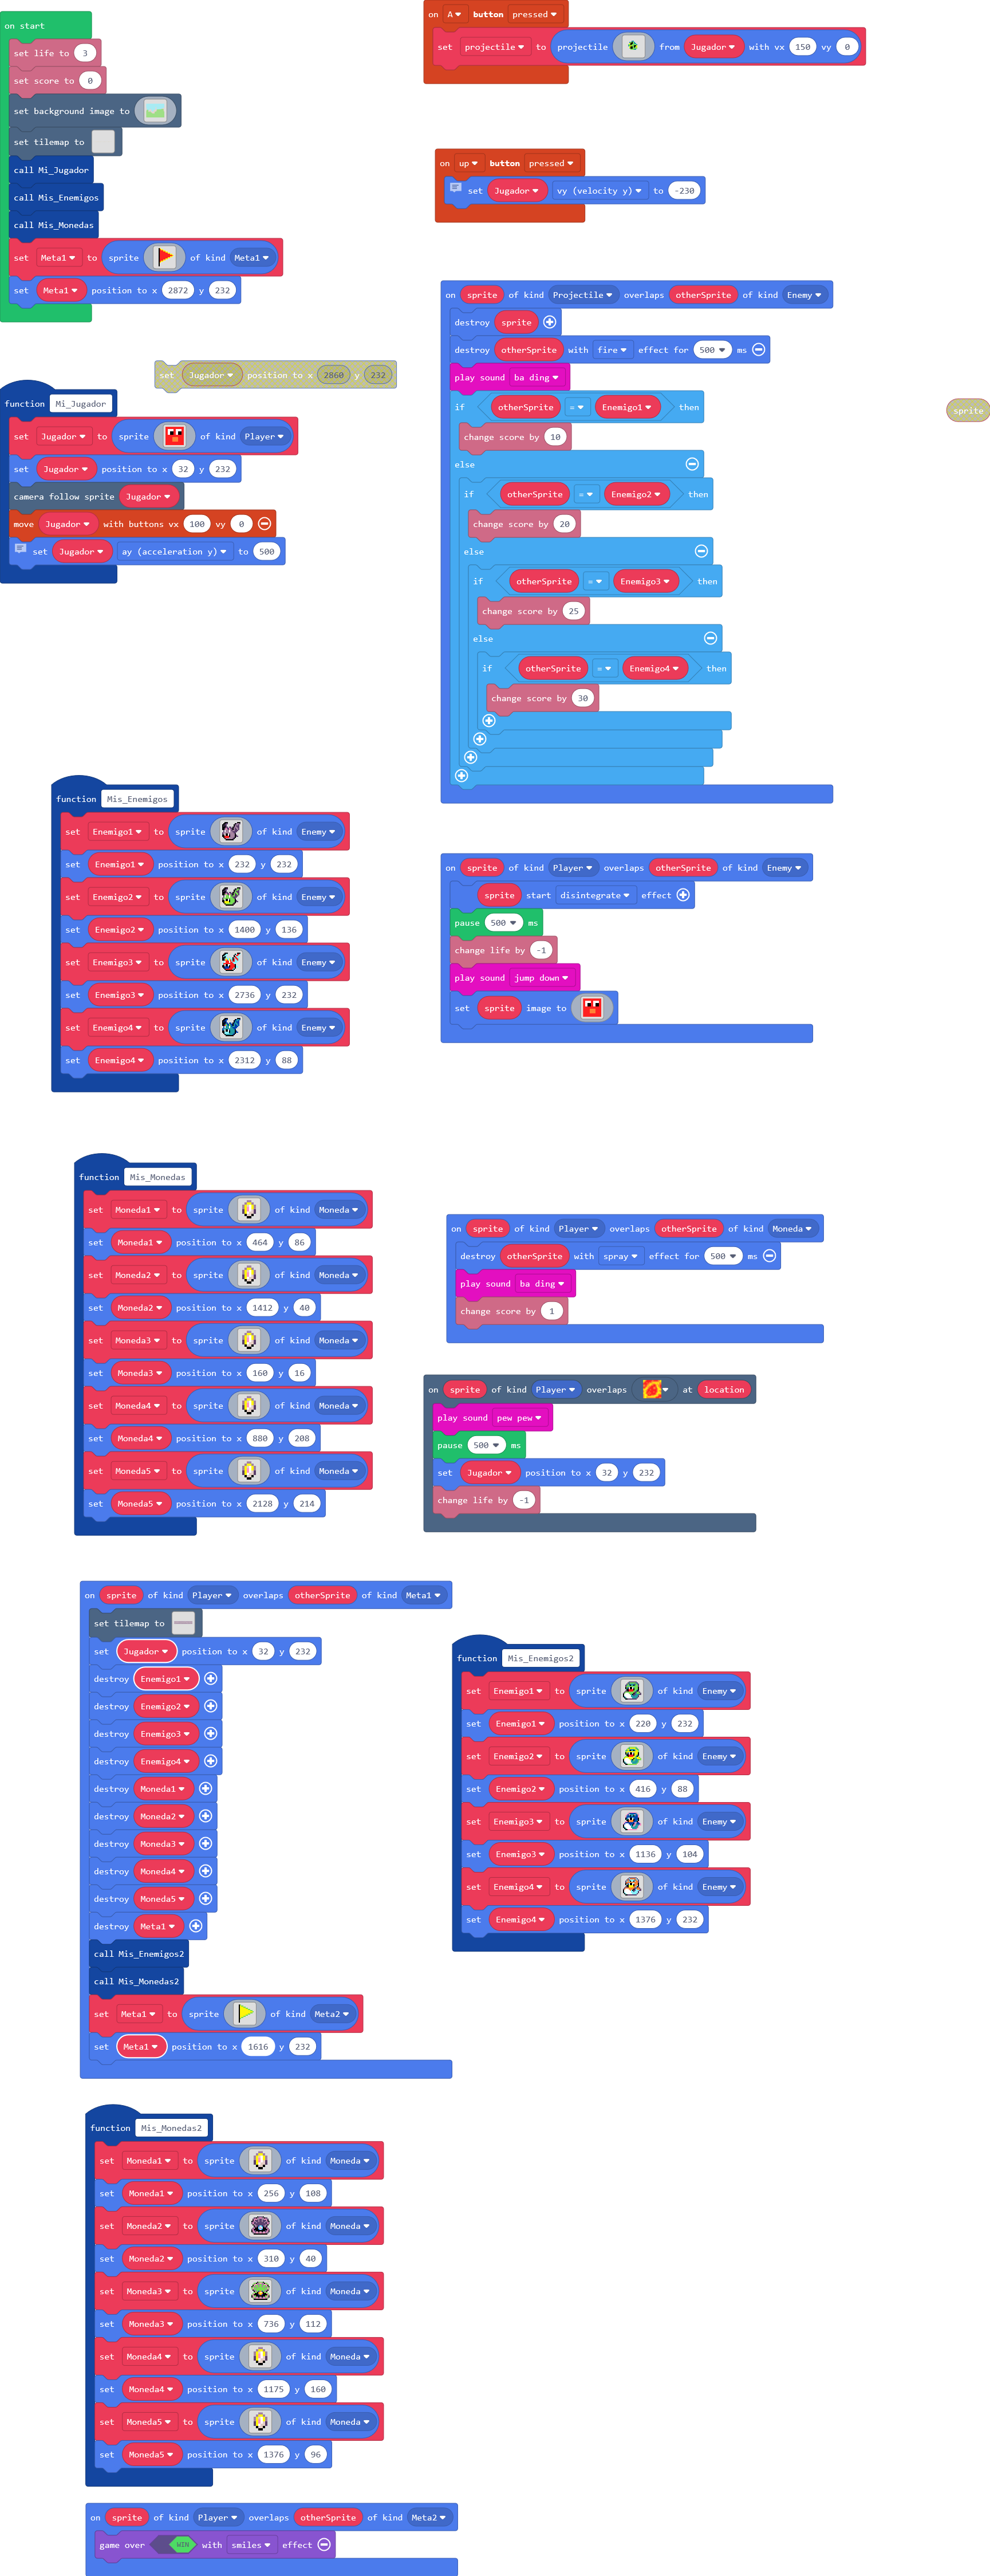 on start
set life to 3
set score to 0
set background image to
set tilemap to
call Mi_Jugador
call Mis_Enemigos
call Mis_Monedas
set Meta1 to sprite of kind Meta1
set Meta1 position to x 2872 y 232
set Jugador position to x 2860 y 232
function Mi_Jugador
set Jugador to sprite of kind Player
set Jugador position to x 32 y 232
camera follow sprite Jugador
move Jugador with buttons vx 100 vy 0
set Jugador ay (acceleration y) to 500
function Mis_Enemigos
set Enemigo1 to sprite of kind Enemy
set Enemigo1 position to x 232 y 232
set Enemigo2 to sprite of kind Enemy
set Enemigo2 position to x 1400 y 136
set Enemigo3 to sprite of kind Enemy
set Enemigo3 position to x 2736 y 232
set Enemigo4 to sprite of kind Enemy
set Enemigo4 position to x 2312 y 88
function Mis_Monedas
set Moneda1 to sprite of kind Moneda
set Moneda1 position to x 464 y 86
set Moneda2 to sprite of kind Moneda
set Moneda2 position to x 1412 y 40
set Moneda3 to sprite of kind Moneda
set Moneda3 position to x 160 y 16
set Moneda4 to sprite of kind Moneda
set Moneda4 position to x 880 y 208
set Moneda5 to sprite of kind Moneda
set Moneda5 position to x 2128 y 214
on A button pressed
set projectile to projectile from Jugador with vx 150 vy 0
on up button pressed
set Jugador vy (velocity y) to -230
on sprite of kind Projectile overlaps otherSprite of kind Enemy
destroy sprite
destroy otherSprite with fire effect for 500 ms
play sound ba ding
if otherSprite = Enemigo1 then
change score by 10
else
if otherSprite = Enemigo2 then
change score by 20
else
if otherSprite = Enemigo3 then
change score by 25
else
if otherSprite = Enemigo4 then
change score by 30
sprite
on sprite of kind Player overlaps otherSprite of kind Enemy
sprite start disintegrate effect
pause 500 ms
change life by -1
play sound jump down
set sprite image to
on sprite of kind Player overlaps otherSprite of kind Moneda
destroy otherSprite with spray effect for 500 ms
play sound ba ding
change score by 1
on sprite of kind Player overlaps at location
play sound pew pew
pause 500 ms
set Jugador position to x 32 y 232
change life by -1
on sprite of kind Player overlaps otherSprite of kind Meta1
set tilemap to
set Jugador position to x 32 y 232
destroy Enemigo1
destroy Enemigo2
destroy Enemigo3
destroy Enemigo4
destroy Moneda1
destroy Moneda2
destroy Moneda3
destroy Moneda4
destroy Moneda5
destroy Meta1
call Mis_Enemigos2
call Mis_Monedas2
set Meta1 to sprite of kind Meta2
set Meta1 position to x 1616 y 232
function Mis_Enemigos2
set Enemigo1 to sprite of kind Enemy
set Enemigo1 position to x 220 y 232
set Enemigo2 to sprite of kind Enemy
set Enemigo2 position to x 416 y 88
set Enemigo3 to sprite of kind Enemy
set Enemigo3 position to x 1136 y 104
set Enemigo4 to sprite of kind Enemy
set Enemigo4 position to x 1376 y 232
function Mis_Monedas2
set Moneda1 to sprite of kind Moneda
set Moneda1 position to x 256 y 108
set Moneda2 to sprite of kind Moneda
set Moneda2 position to x 310 y 40
set Moneda3 to sprite of kind Moneda
set Moneda3 position to x 736 y 112
set Moneda4 to sprite of kind Moneda
set Moneda4 position to x 1175 y 160
set Moneda5 to sprite of kind Moneda
set Moneda5 position to x 1376 y 96
on sprite of kind Player overlaps otherSprite of kind Meta2
game over WIN with smiles effect